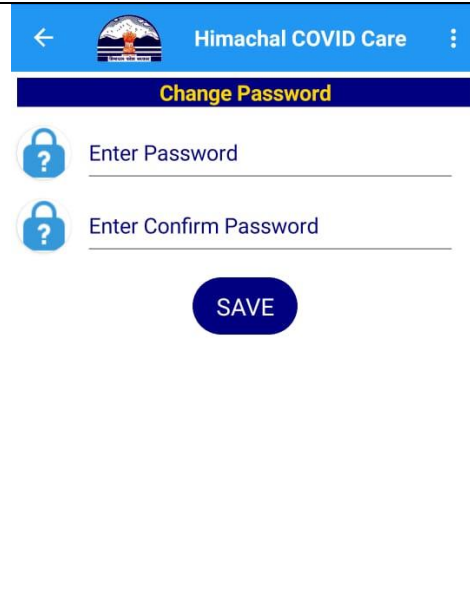 Himachal COVID Care
Change Password
?
Enter Password
?
Enter Confirm Password
SAVE